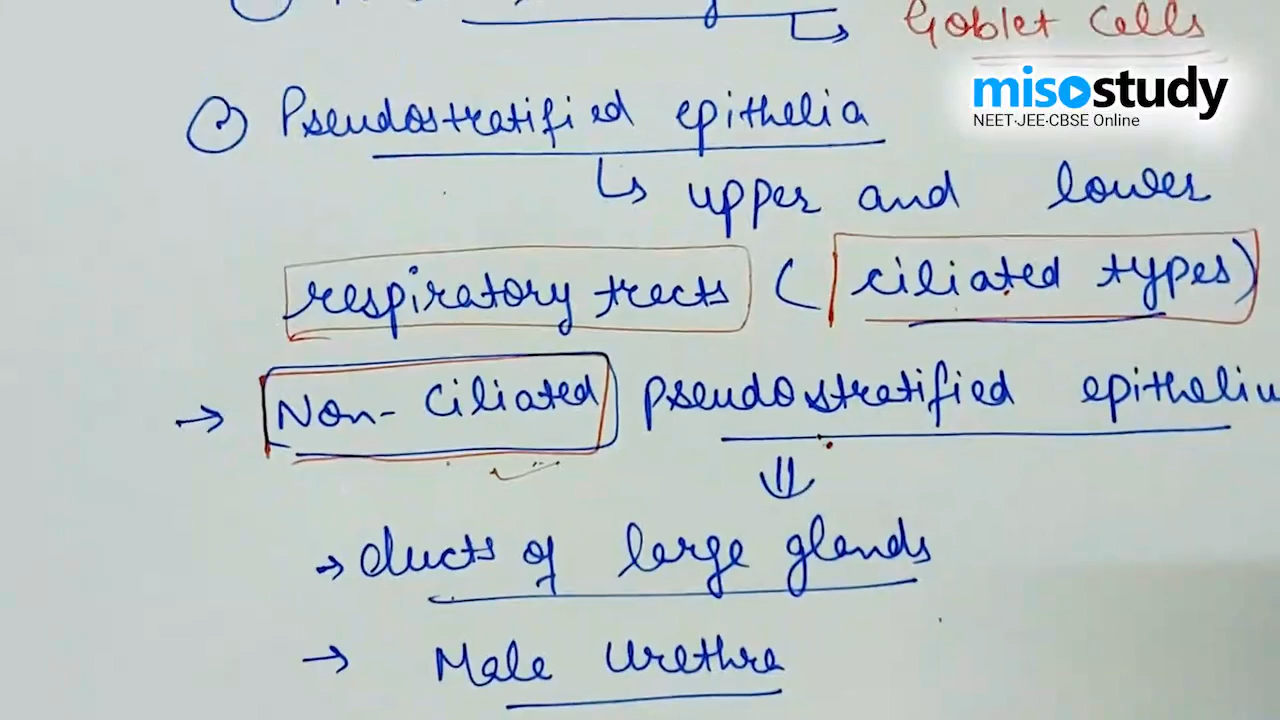 Goblet Cells
misostudy
NEET·JEE·CBSE Online
Pseudostratified epithelia
upper and lower
respiratory tracts (ciliated types)
→ Non-Ciliated pseudostratified epitheliu
→ ducts of large glands
→ Male Urethra